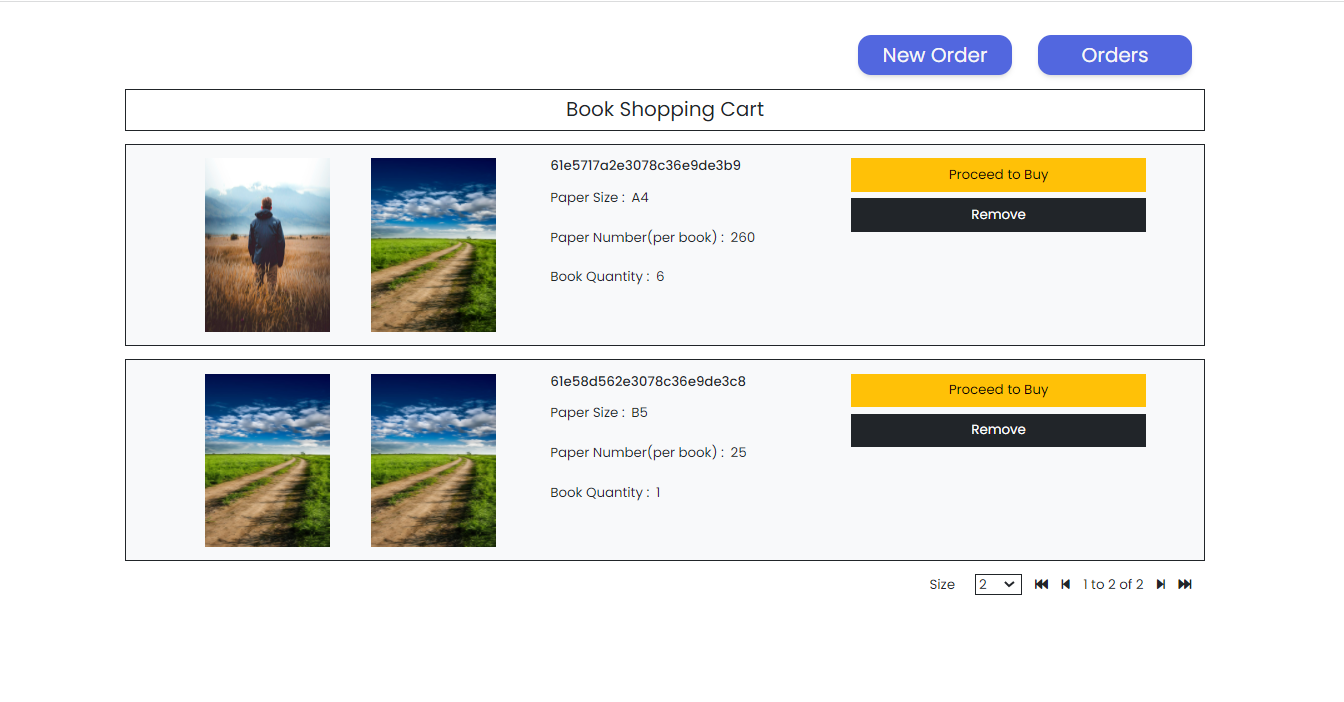 New Order Orders
Book Shopping Cart
61e5717a2e3078c36e9de3b9
Paper Size : A4
Paper Number(per book) : 260
Book Quantity : 6
Proceed to Buy
Remove
61e58d562e3078c36e9de3c8
Paper Size : B5
Paper Number(per book) : 25
Book Quantity : 1
Proceed to Buy
Remove
Size 2 1 to 2 of 2